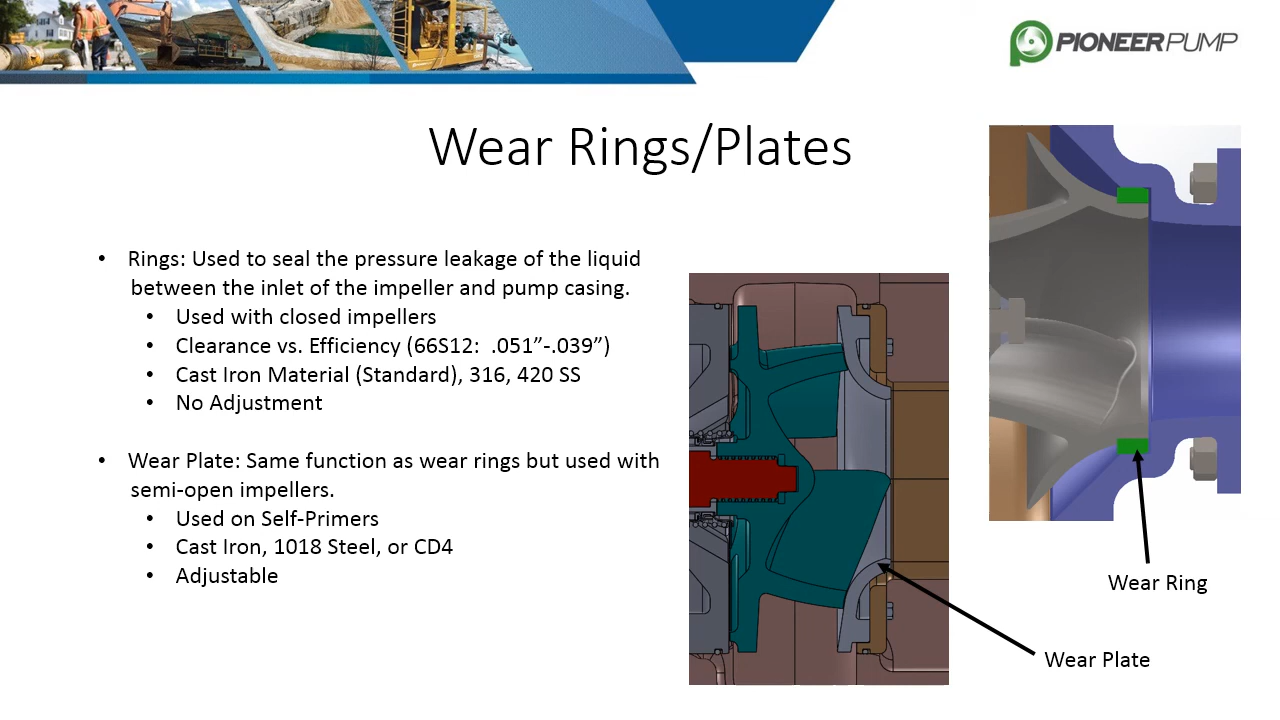 PIONEERPUMP
Wear Rings/Plates
• Rings: Used to seal the pressure leakage of the liquid
between the inlet of the impeller and pump casing.
• Used with closed impellers
• Clearance vs. Efficiency (66S12:  .051”-.039”)
• Cast Iron Material (Standard), 316, 420 SS
• No Adjustment
• Wear Plate: Same function as wear rings but used with
semi-open impellers.
• Used on Self-Primers
• Cast Iron, 1018 Steel, or CD4
• Adjustable
Wear Ring
Wear Plate